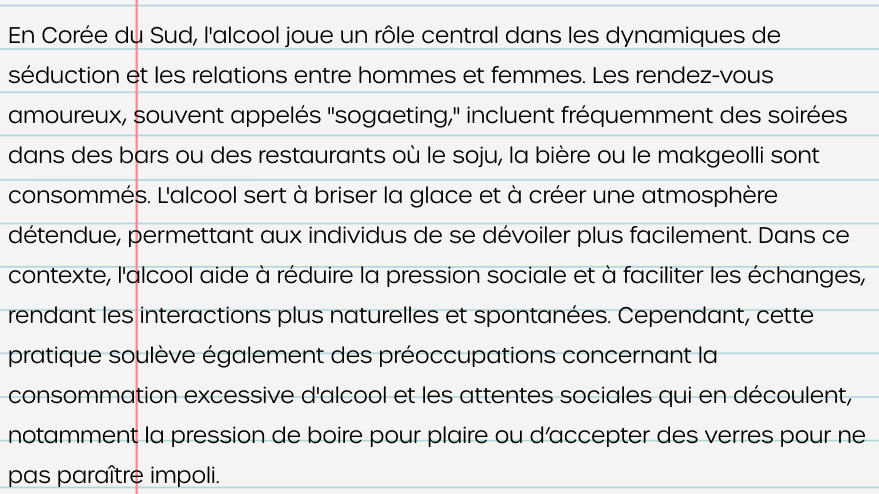 En Corée du Sud, l'alcool joue un rôle central dans les dynamiques de
séduction et les relations entre hommes et femmes. Les rendez-vous
amoureux, souvent appelés "sogaeting," incluent fréquemment des soirées
dans des bars ou des restaurants où le soju, la bière ou le makgeolli sont
consommés. L'alcool sert à briser la glace et à créer une atmosphère
détendue, permettant aux individus de se dévoiler plus facilement. Dans ce
contexte, l'alcool aide à réduire la pression sociale et à faciliter les échanges,
rendant les interactions plus naturelles et spontanées. Cependant, cette
pratique soulève également des préoccupations concernant la
consommation excessive d'alcool et les attentes sociales qui en découlent,
notamment la pression de boire pour plaire ou d’accepter des verres pour ne
pas paraître impoli.